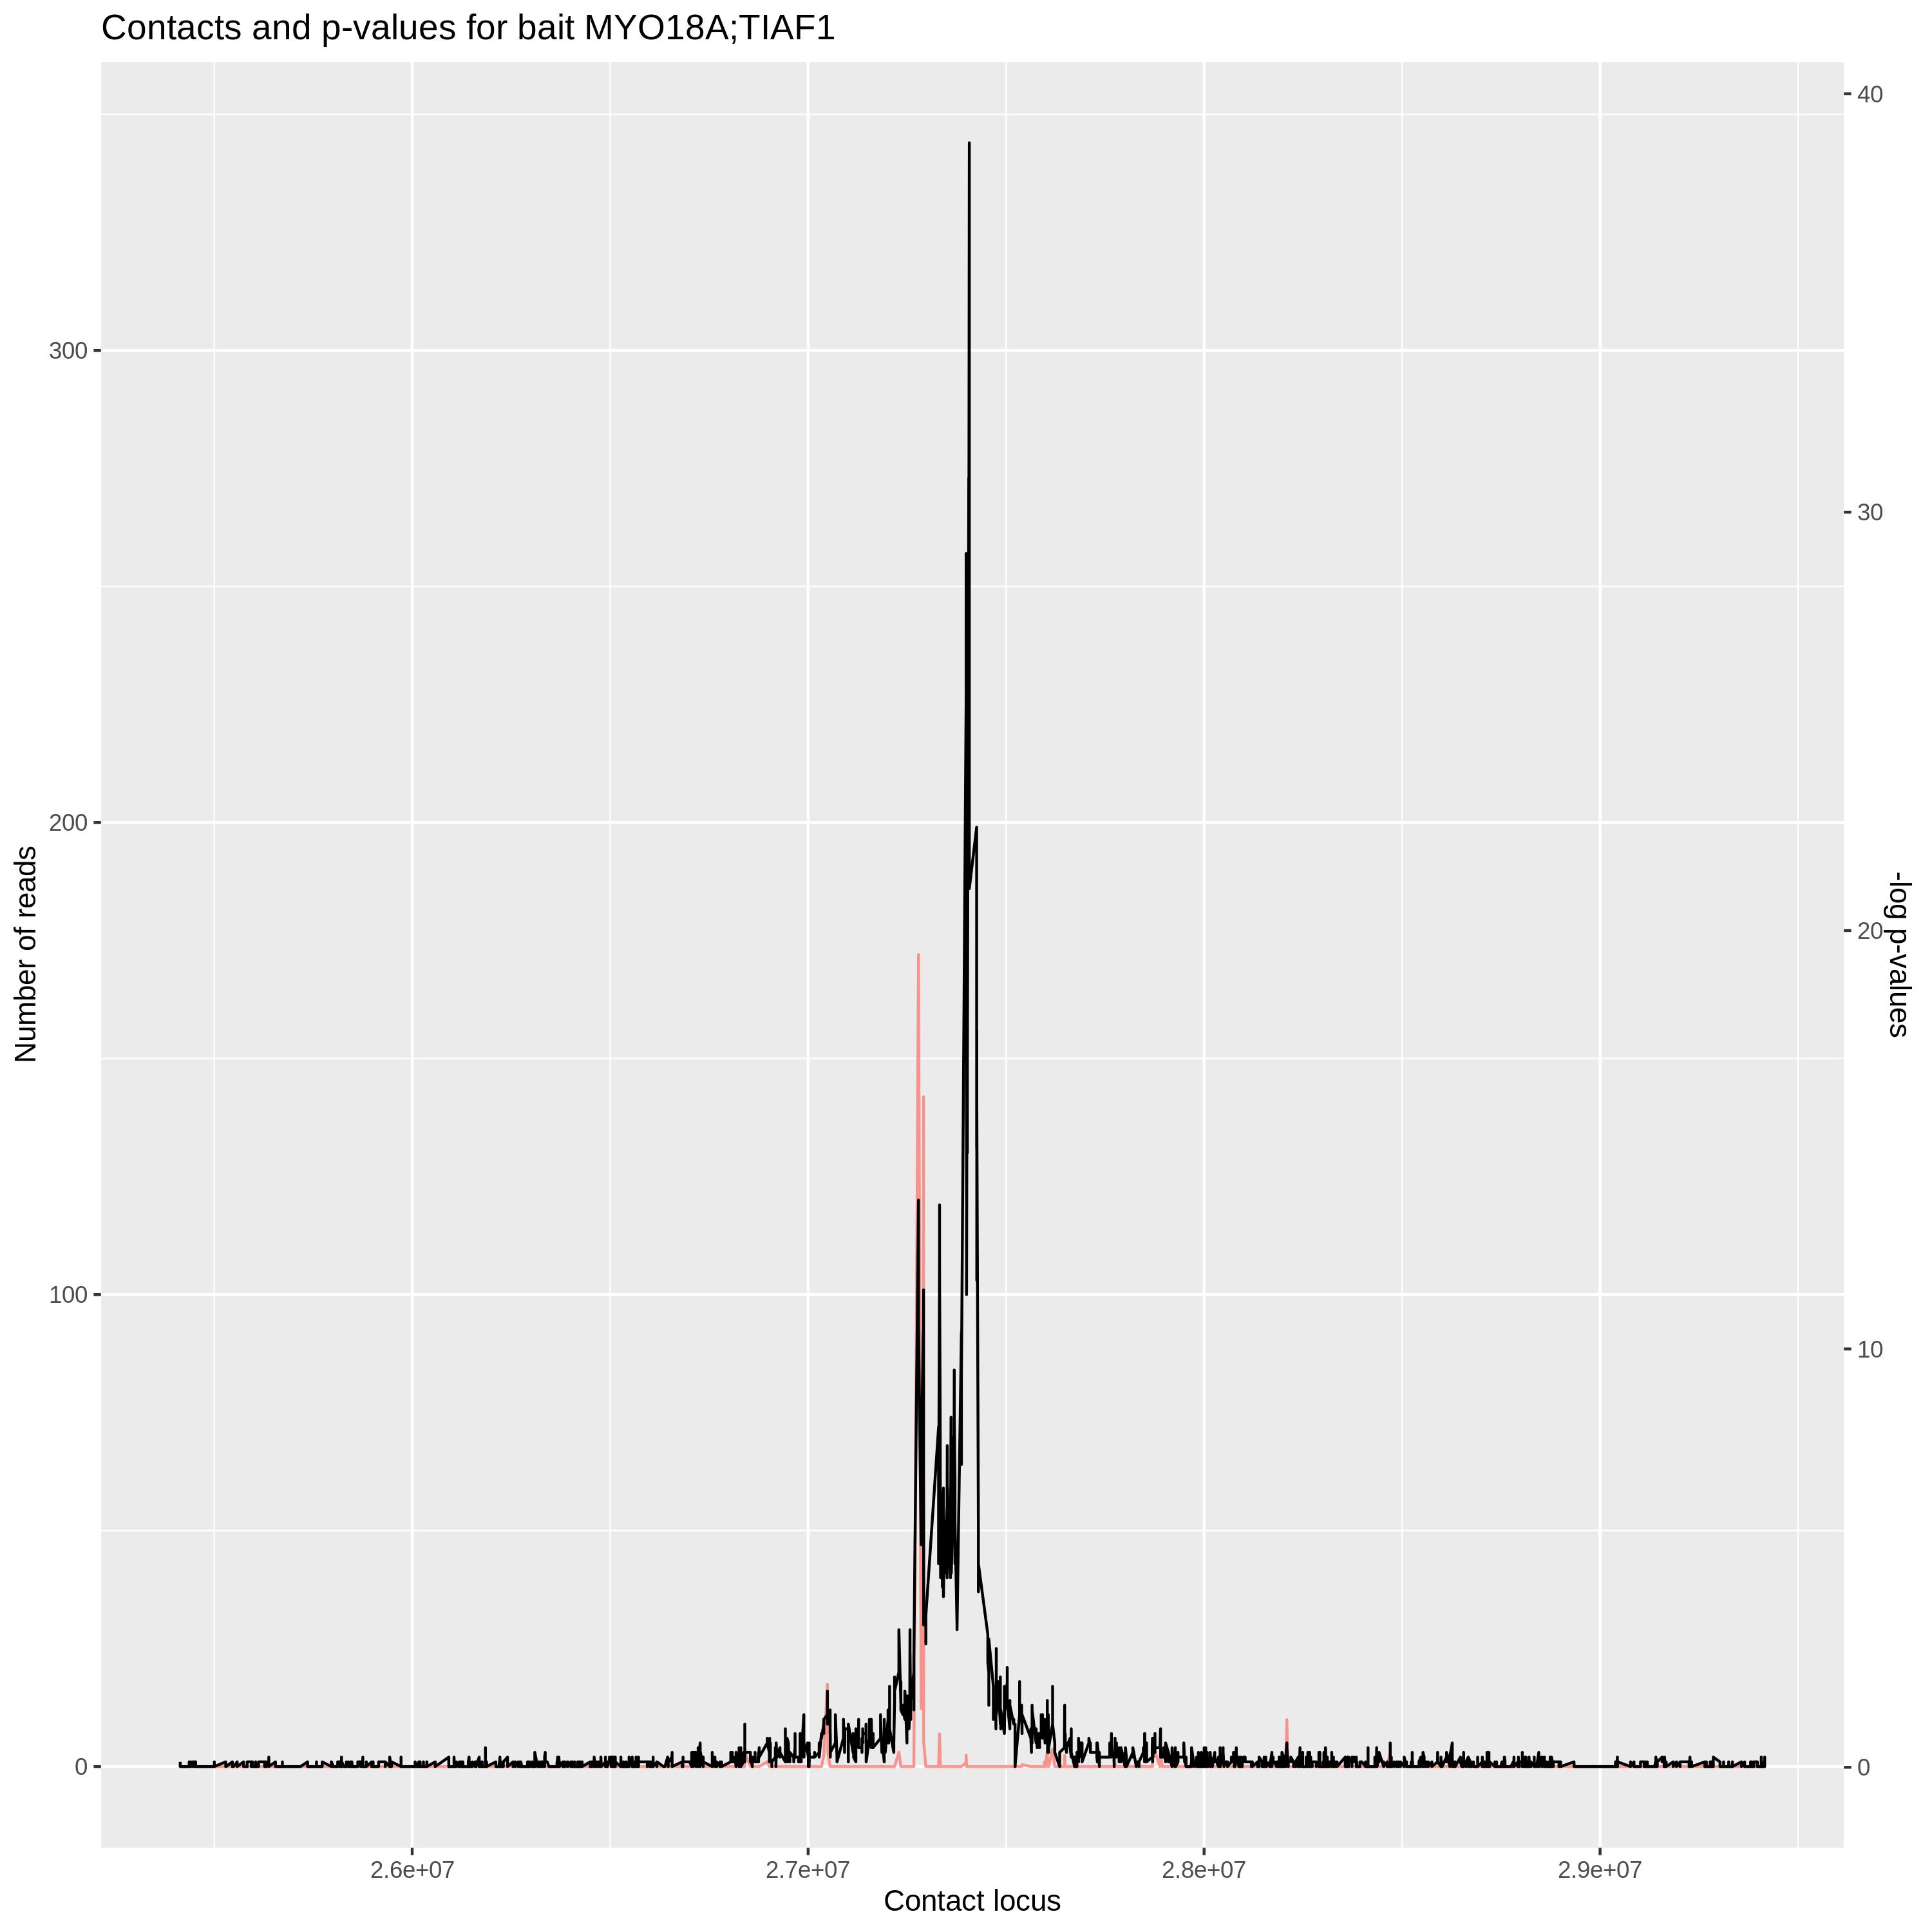 Contacts and p-values for bait MYO18A;TIAF1
40
300
30
200
20
Number of reads
-log p-values
100
10
0
0
2.6e+07
2.7e+07
2.8e+07
2.9e+07
Contact locus